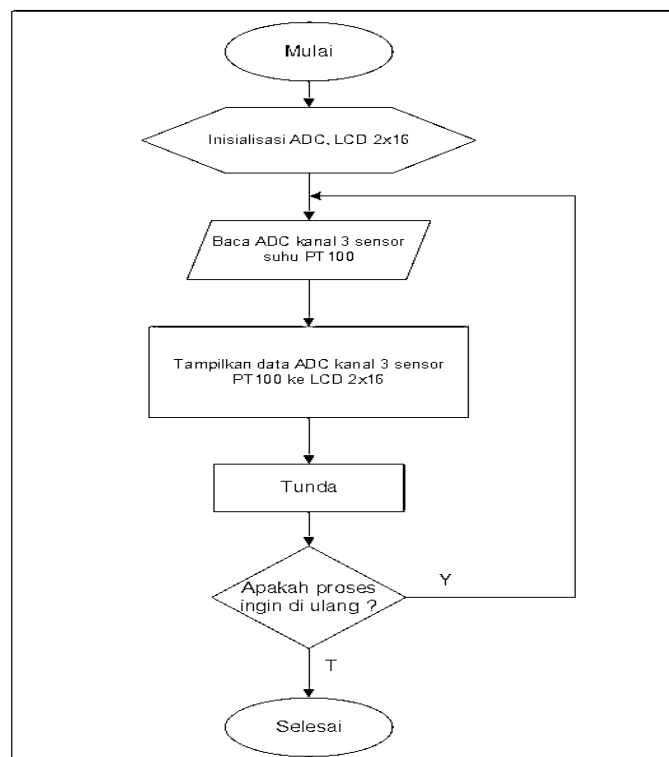 Mulai
Inisialisasi ADC, LCD 2x16
Baca ADC kanal 3 sensor
suhu PT100
Tampilkan data ADC kanal 3 sensor
PT100 ke LCD 2x16
Tunda
Apakah proses
ingin di ulang ?
Y
T
Selesai